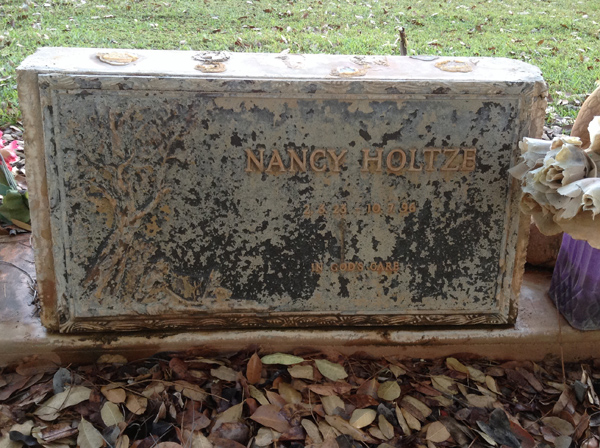 NANCY HOLTZE
IN GOD'S CARE